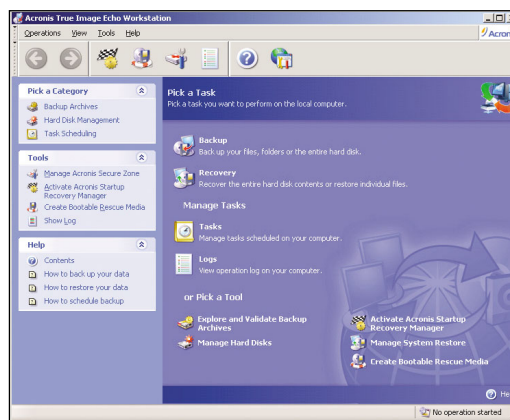 Acronis True Image Echo Workstation
Operations View Tools Help
Acron
Pick a Category
Backup Archives
Hard Disk Management
Task Scheduling
Tools
Manage Acronis Secure Zone
Activate Acronis Startup
Recovery Manager
Create Bootable Rescue Media
Show Log
Help
Contents
How to back up your data
How to restore your data
How to schedule backup
Pick a Task
Pick a task you want to perform on the local computer.
Backup
Back up your files, folders or the entire hard disk.
Recovery
Recover the entire hard disk contents or restore individual files.
Manage Tasks
Tasks
Manage tasks scheduled on your computer.
Logs
View operation log on your computer.
or Pick a Tool
Explore and Validate Backup
Archives
Manage Hard Disks
Activate Acronis Startup
Recovery Manager
Manage System Restore
Create Bootable Rescue Media
He
No operation started